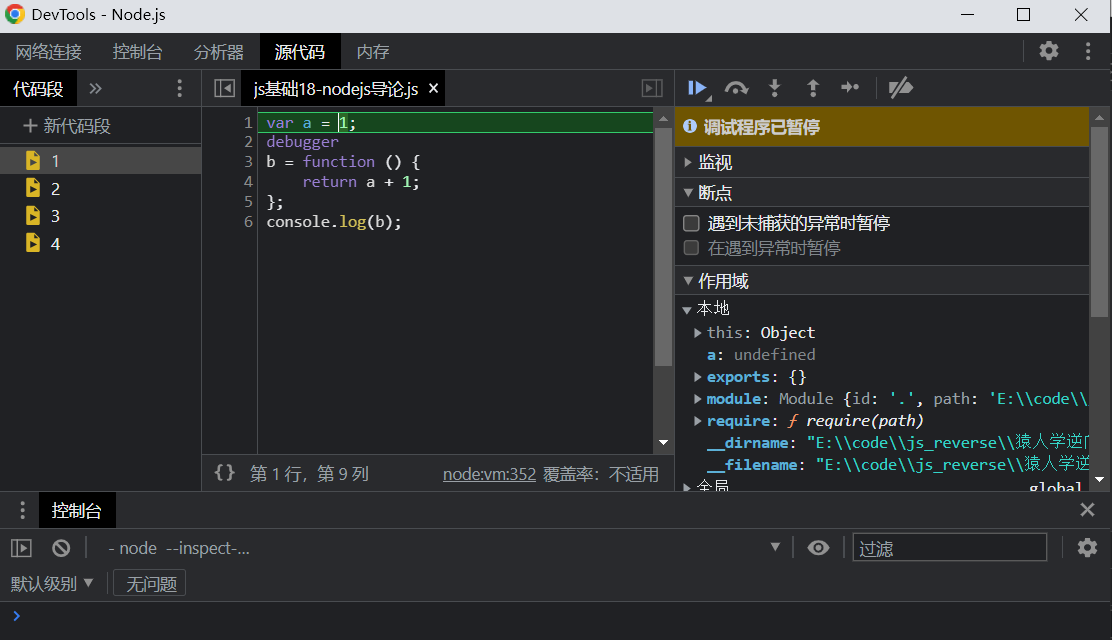 DevTools - Node.js
网络连接 控制台 分析器 源代码 内存
代码段 »
js基础18-nodejs导论.js ×
+ 新代码段
1
2
3
4
1 var a = 1;
2 debugger
3 b = function () {
4 return a + 1;
5 };
6 console.log(b);
{} 第 1 行，第 9 列 node:vm:352 覆盖率：不适用
调试程序已暂停
监视
断点
遇到未捕获的异常时暂停
在遇到异常时暂停
作用域
本地
this: Object
a: undefined
exports: {}
module: Module {id: '.', path: 'E:\\code\\
require: ƒ require(path)
__dirname: "E:\\code\\js_reverse\\猿人学逆向
__filename: "E:\\code\\js_reverse\\猿人学逆
全局 global
控制台
- node --inspect-... 过滤
默认级别 无问题